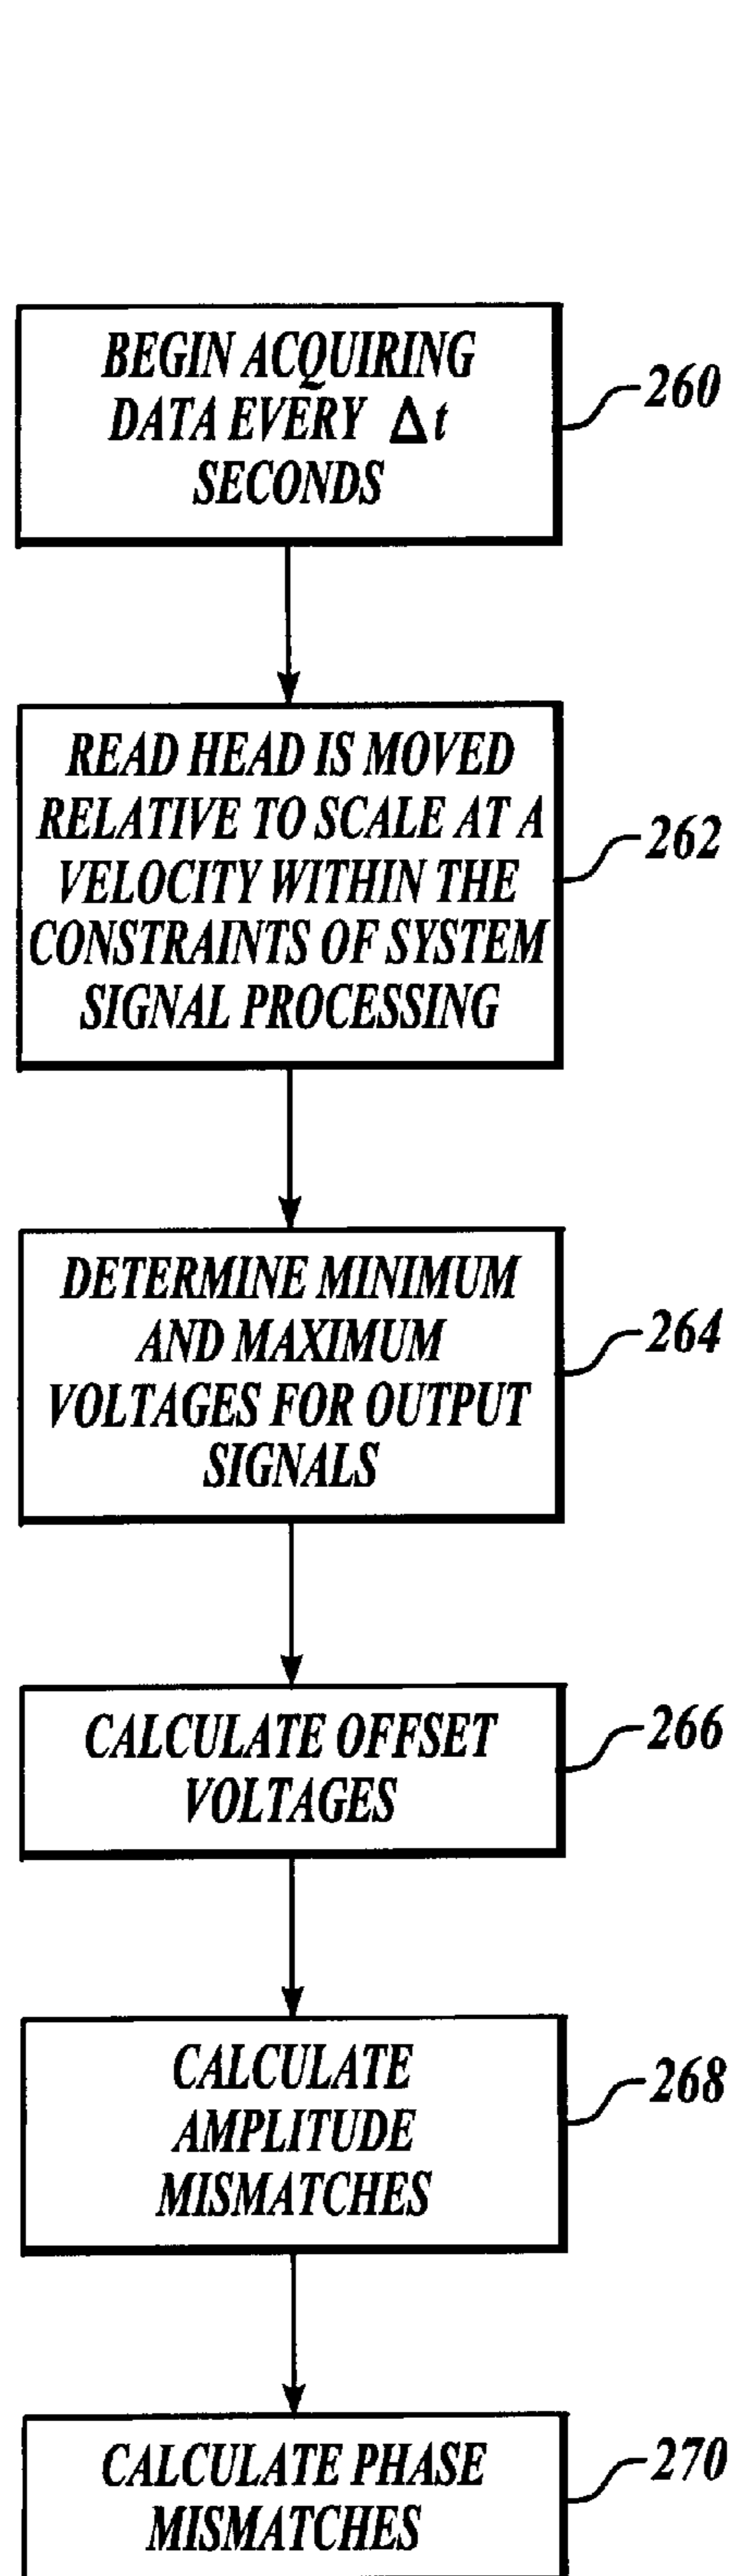 BEGIN ACQUIRING
DATA EVERY Δt
SECONDS
260
READ HEAD IS MOVED
RELATIVE TO SCALE AT A
VELOCITY WITHIN THE
CONSTRAINTS OF SYSTEM
SIGNAL PROCESSING
262
DETERMINE MINIMUM
AND MAXIMUM
VOLTAGES FOR OUTPUT
SIGNALS
264
CALCULATE OFFSET
VOLTAGES
266
CALCULATE
AMPLITUDE
MISMATCHES
268
CALCULATE PHASE
MISMATCHES
270